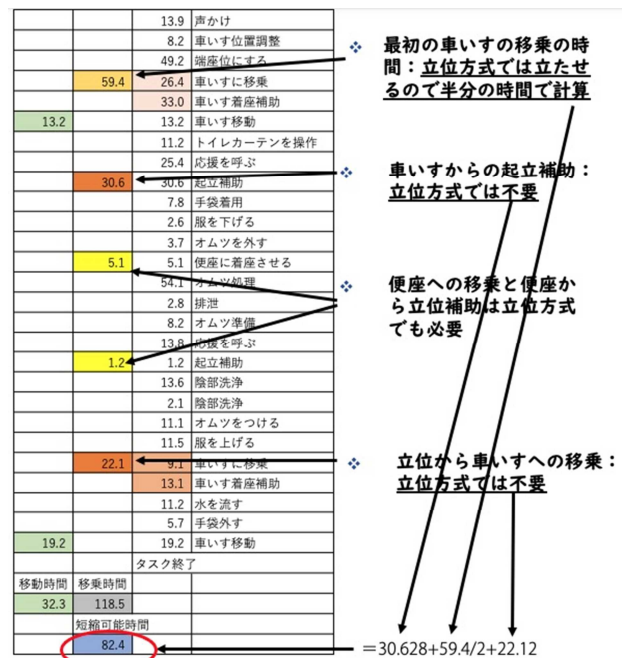 13.9 声かけ
8.2 車いす位置調整
49.2 端座位にする
59.4 26.4 車いすに移乗
33.0 車いす着座補助
13.2 13.2 車いす移動
11.2 トイレカーテンを操作
25.4 応援を呼ぶ
30.6 30.6 起立補助
7.8 手袋着用
2.6 服を下げる
3.7 オムツを外す
5.1 5.1 便座に着座させる
54.1 オムツ処理
2.8 排泄
8.2 オムツ準備
13.8 応援を呼ぶ
1.2 1.2 起立補助
13.6 陰部洗浄
2.1 陰部洗浄
11.1 オムツをつける
11.5 服を上げる
22.1 9.1 車いすに移乗
13.1 車いす着座補助
11.2 水を流す
5.7 手袋外す
19.2 19.2 車いす移動
タスク終了
移動時間 移乗時間
32.3 118.5
短縮可能時間
82.4
❖ 最初の車いすの移乗の時
間：立位方式では立たせ
るので半分の時間で計算
❖ 車いすからの起立補助：
立位方式では不要
❖ 便座への移乗と便座か
ら立位補助は立位方式
でも必要
❖ 立位から車いすへの移乗：
立位方式では不要
＝30.628+59.4/2+22.12